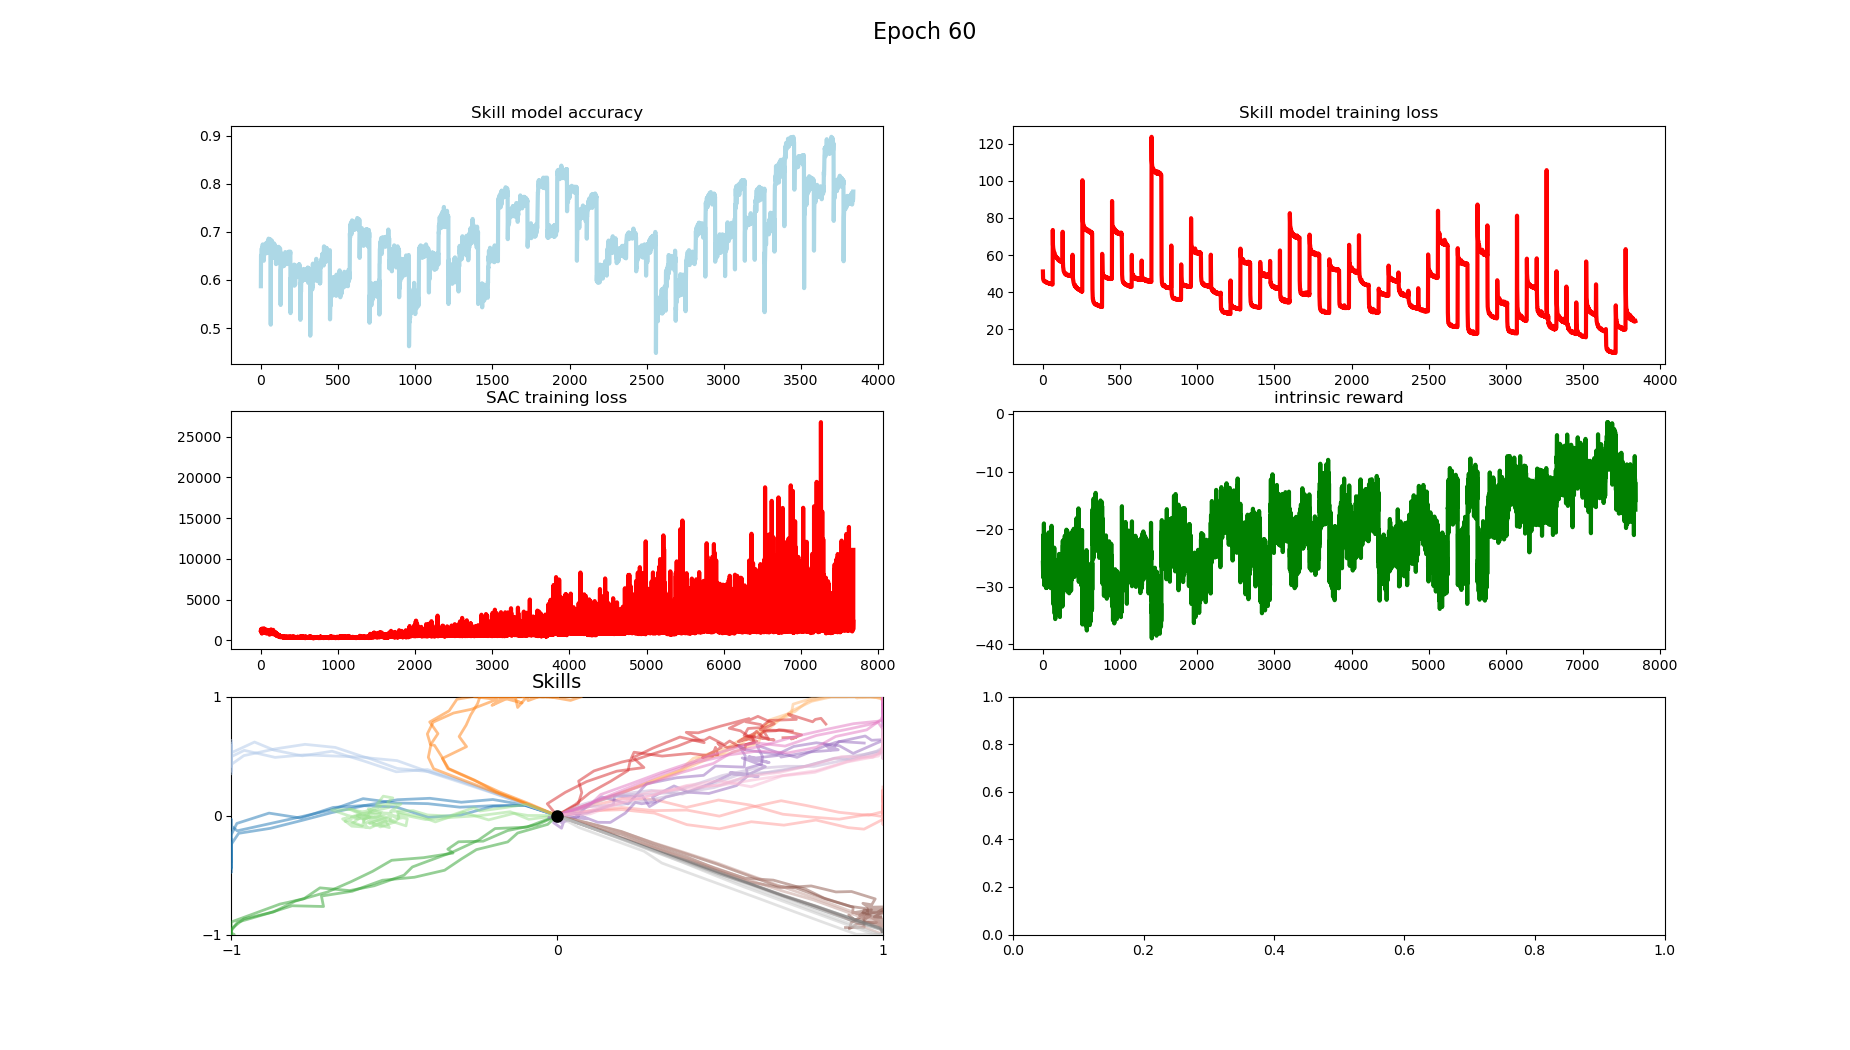 Epoch 60
Skill model accuracy
0.9
0.8
0.7
0.6
0.5
0 500 1000 1500 2000 2500 3000 3500 4000
Skill model training loss
120
100
80
60
40
20
0 500 1000 1500 2000 2500 3000 3500 4000
SAC training loss
25000
20000
15000
10000
5000
0
0 1000 2000 3000 4000 5000 6000 7000 8000
intrinsic reward
0
−10
−20
−30
−40
0 1000 2000 3000 4000 5000 6000 7000 8000
Skills
1
0
−1
−1 0 1
1.0
0.8
0.6
0.4
0.2
0.0
0.0 0.2 0.4 0.6 0.8 1.0